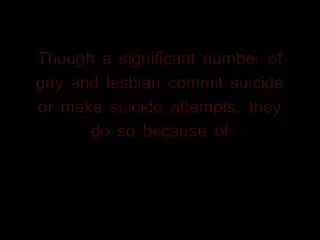 Though a significant number of
gay and lesbian commit suicide
or make suicide attempts, they
do so because of